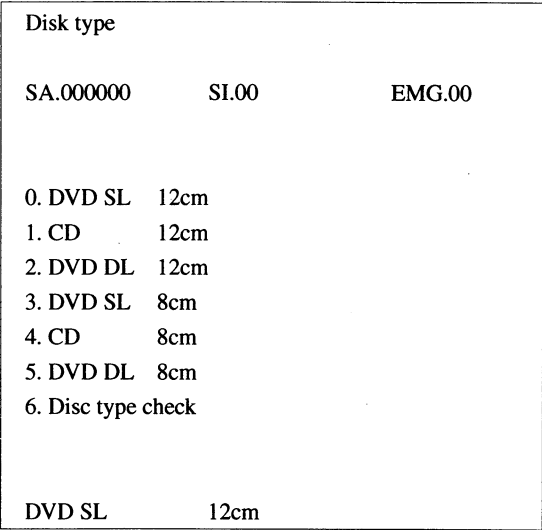 Disk type
SA.000000 SI.00 EMG.00
0. DVD SL 12cm
1. CD 12cm
2. DVD DL 12cm
3. DVD SL 8cm
4. CD 8cm
5. DVD DL 8cm
6. Disc type check
DVD SL 12cm